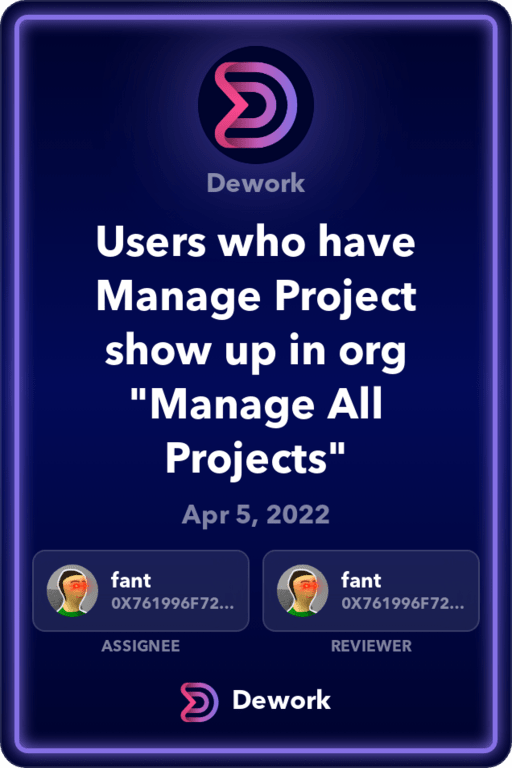 Dework
Users who have
Manage Project
show up in org
"Manage All
Projects"
Apr 5, 2022
fant
0X761996F72...
ASSIGNEE
fant
0X761996F72...
REVIEWER
Dework